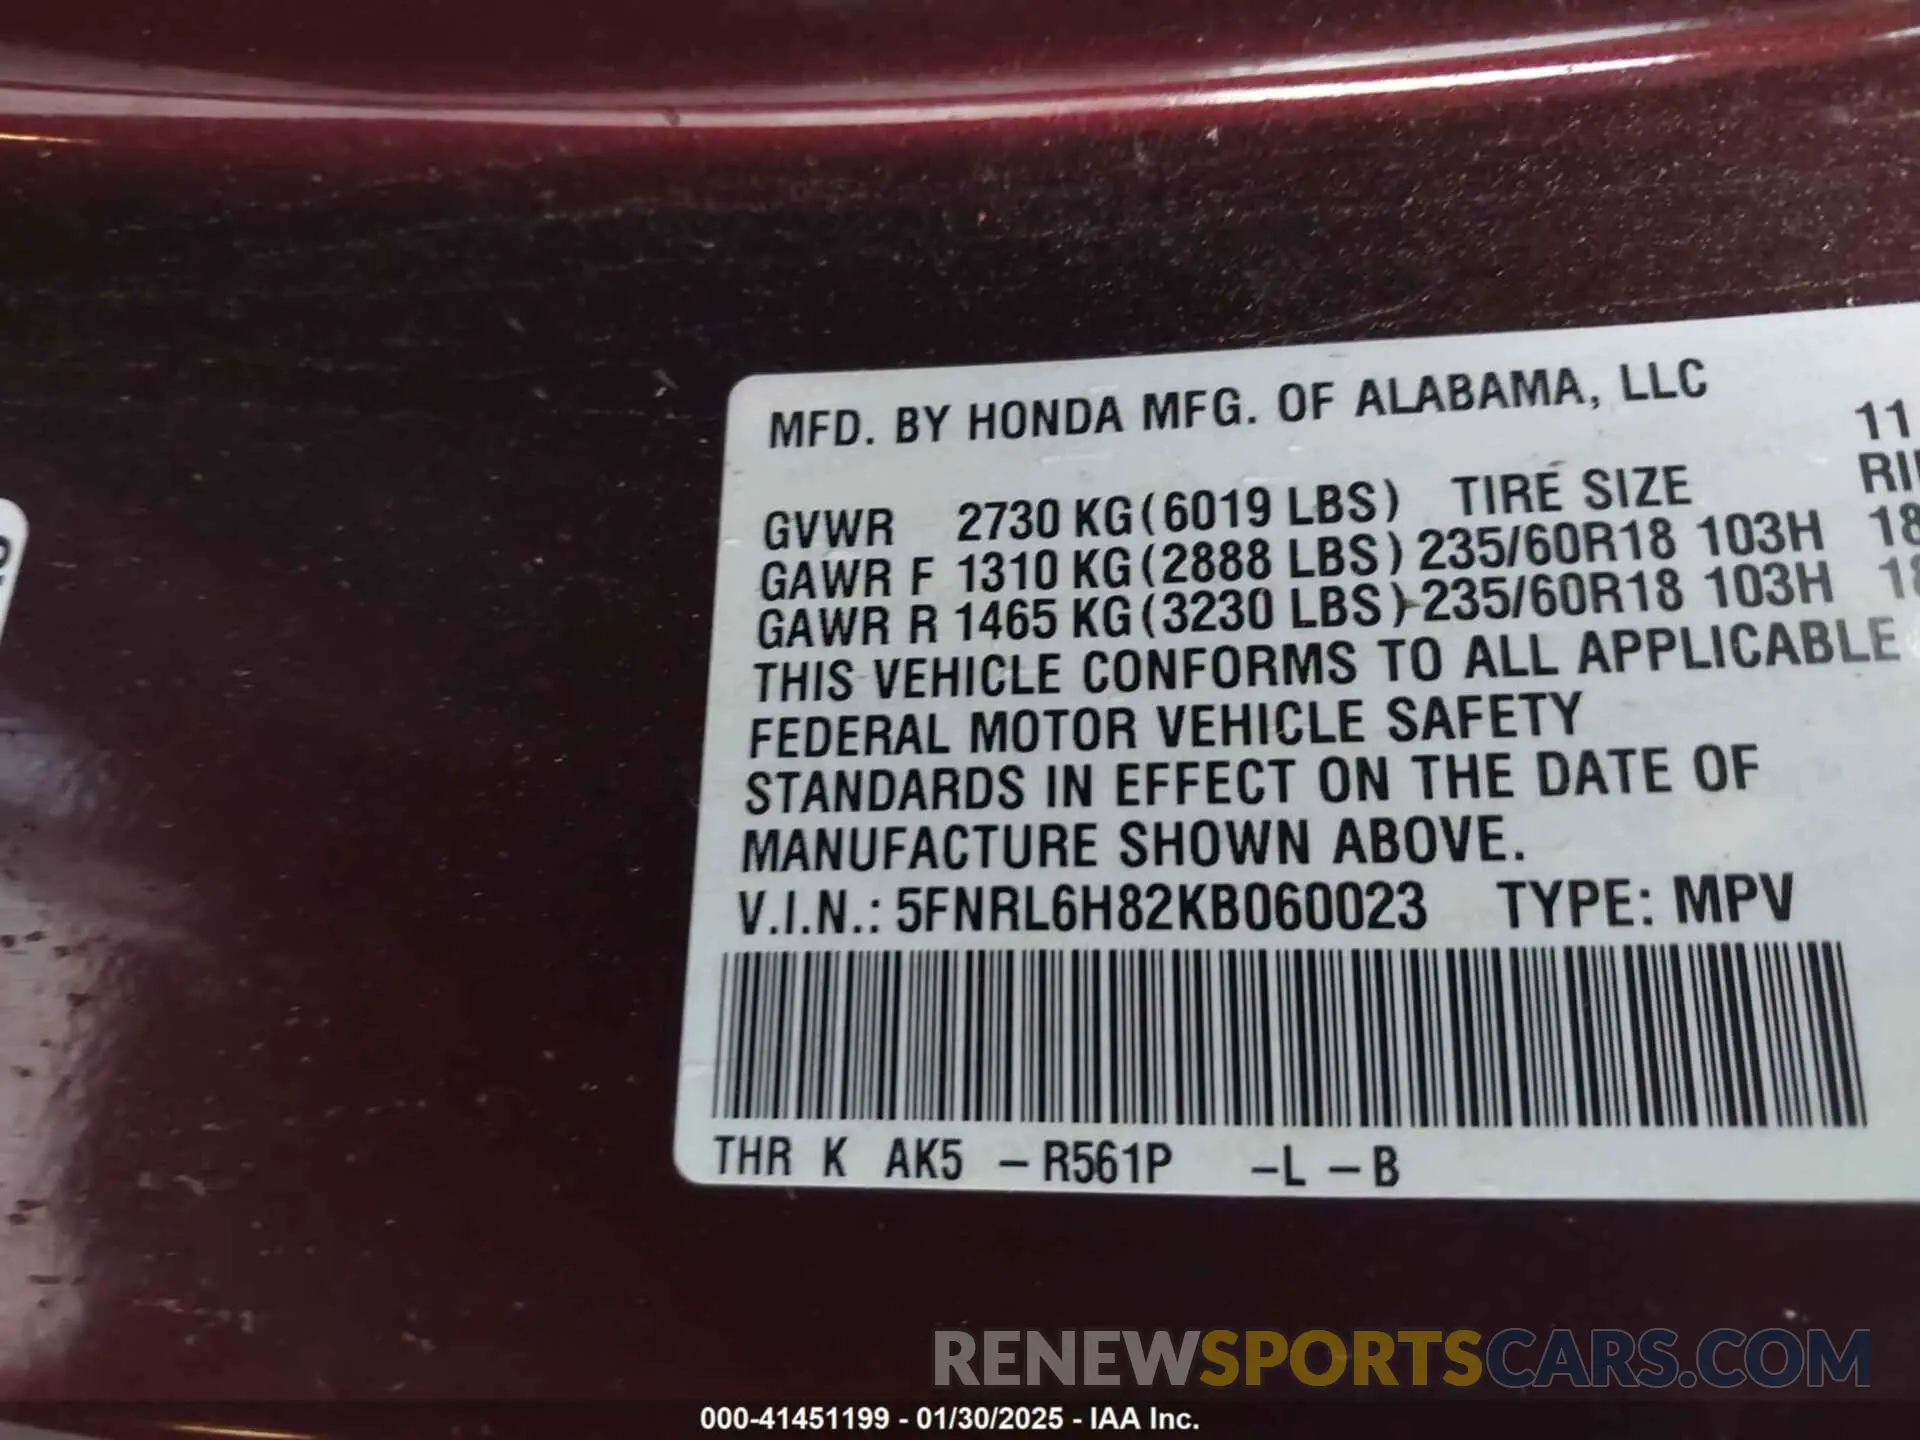 MFD. BY HONDA MFG. OF ALABAMA, LLC
11
GVWR 2730 KG (6019 LBS) TIRE SIZE
GAWR F 1310 KG (2888 LBS) 235/60R18 103H 18
GAWR R 1465 KG (3230 LBS) 235/60R18 103H 18
THIS VEHICLE CONFORMS TO ALL APPLICABLE
FEDERAL MOTOR VEHICLE SAFETY
STANDARDS IN EFFECT ON THE DATE OF
MANUFACTURE SHOWN ABOVE.
V.I.N.: 5FNRL6H82KB060023 TYPE: MPV
THR K AK5 – R561P –L – B
RENEWSPORTSCARS.COM
000-41451199 - 01/30/2025 - IAA Inc.